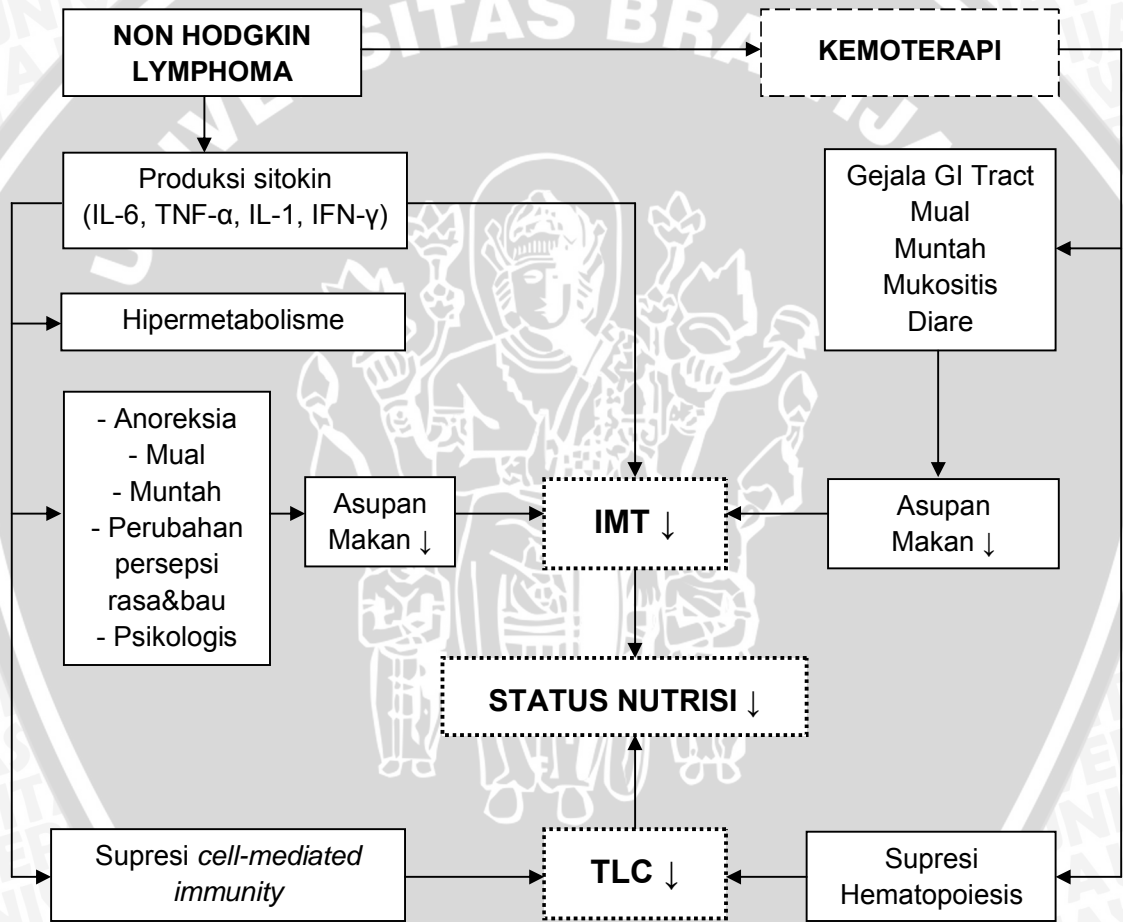 NON HODGKIN
LYMPHOMA
KEMOTERAPI
UNIVERSITAS BRAWIJAYA
Produksi sitokin
(IL-6, TNF-α, IL-1, IFN-γ)
Gejala GI Tract
Mual
Muntah
Mukositis
Diare
Hipermetabolisme
- Anoreksia
- Mual
- Muntah
- Perubahan
persepsi
rasa&bau
- Psikologis
Asupan
Makan ↓
IMT ↓
Asupan
Makan ↓
STATUS NUTRISI ↓
Supresi cell-mediated
immunity
TLC ↓
Supresi
Hematopoiesis